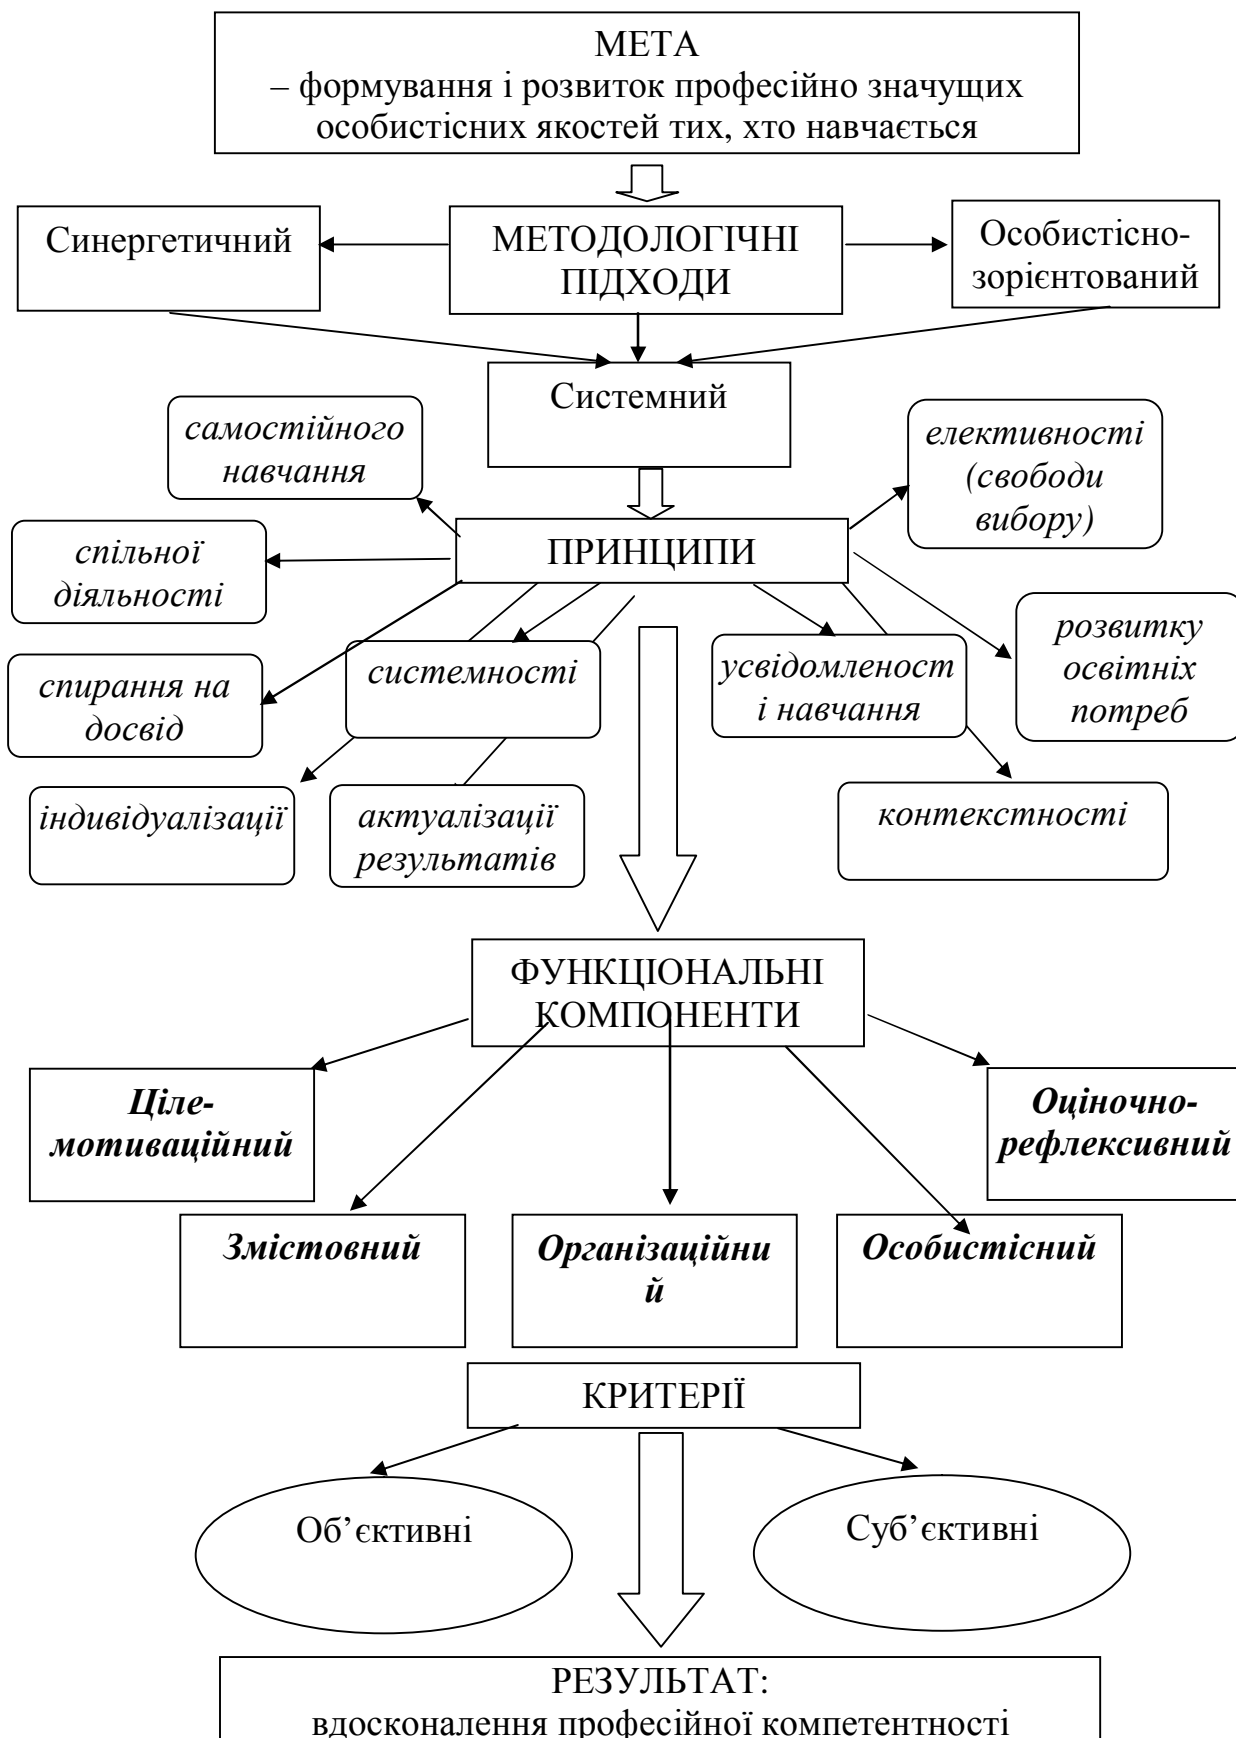 МЕТА
– формування і розвиток професійно значущих
особистісних якостей тих, хто навчається
Синергетичний
МЕТОДОЛОГІЧНІ
ПІДХОДИ
Особистісно-
зорієнтований
Системний
самостійного
навчання
елективності
(свободи
вибору)
ПРИНЦИПИ
спільної
діяльності
розвитку
освітніх
потреб
системності
усвідомленост
і навчання
спирання на
досвід
індивідуалізації
актуалізації
результатів
контекстності
ФУНКЦІОНАЛЬНІ
КОМПОНЕНТИ
Ціле-
мотиваційний
Оціночно-
рефлексивний
Змістовний
Організаційни
й
Особистісний
КРИТЕРІЇ
Об’єктивні
Суб’єктивні
РЕЗУЛЬТАТ:
вдосконалення професійної компетентності